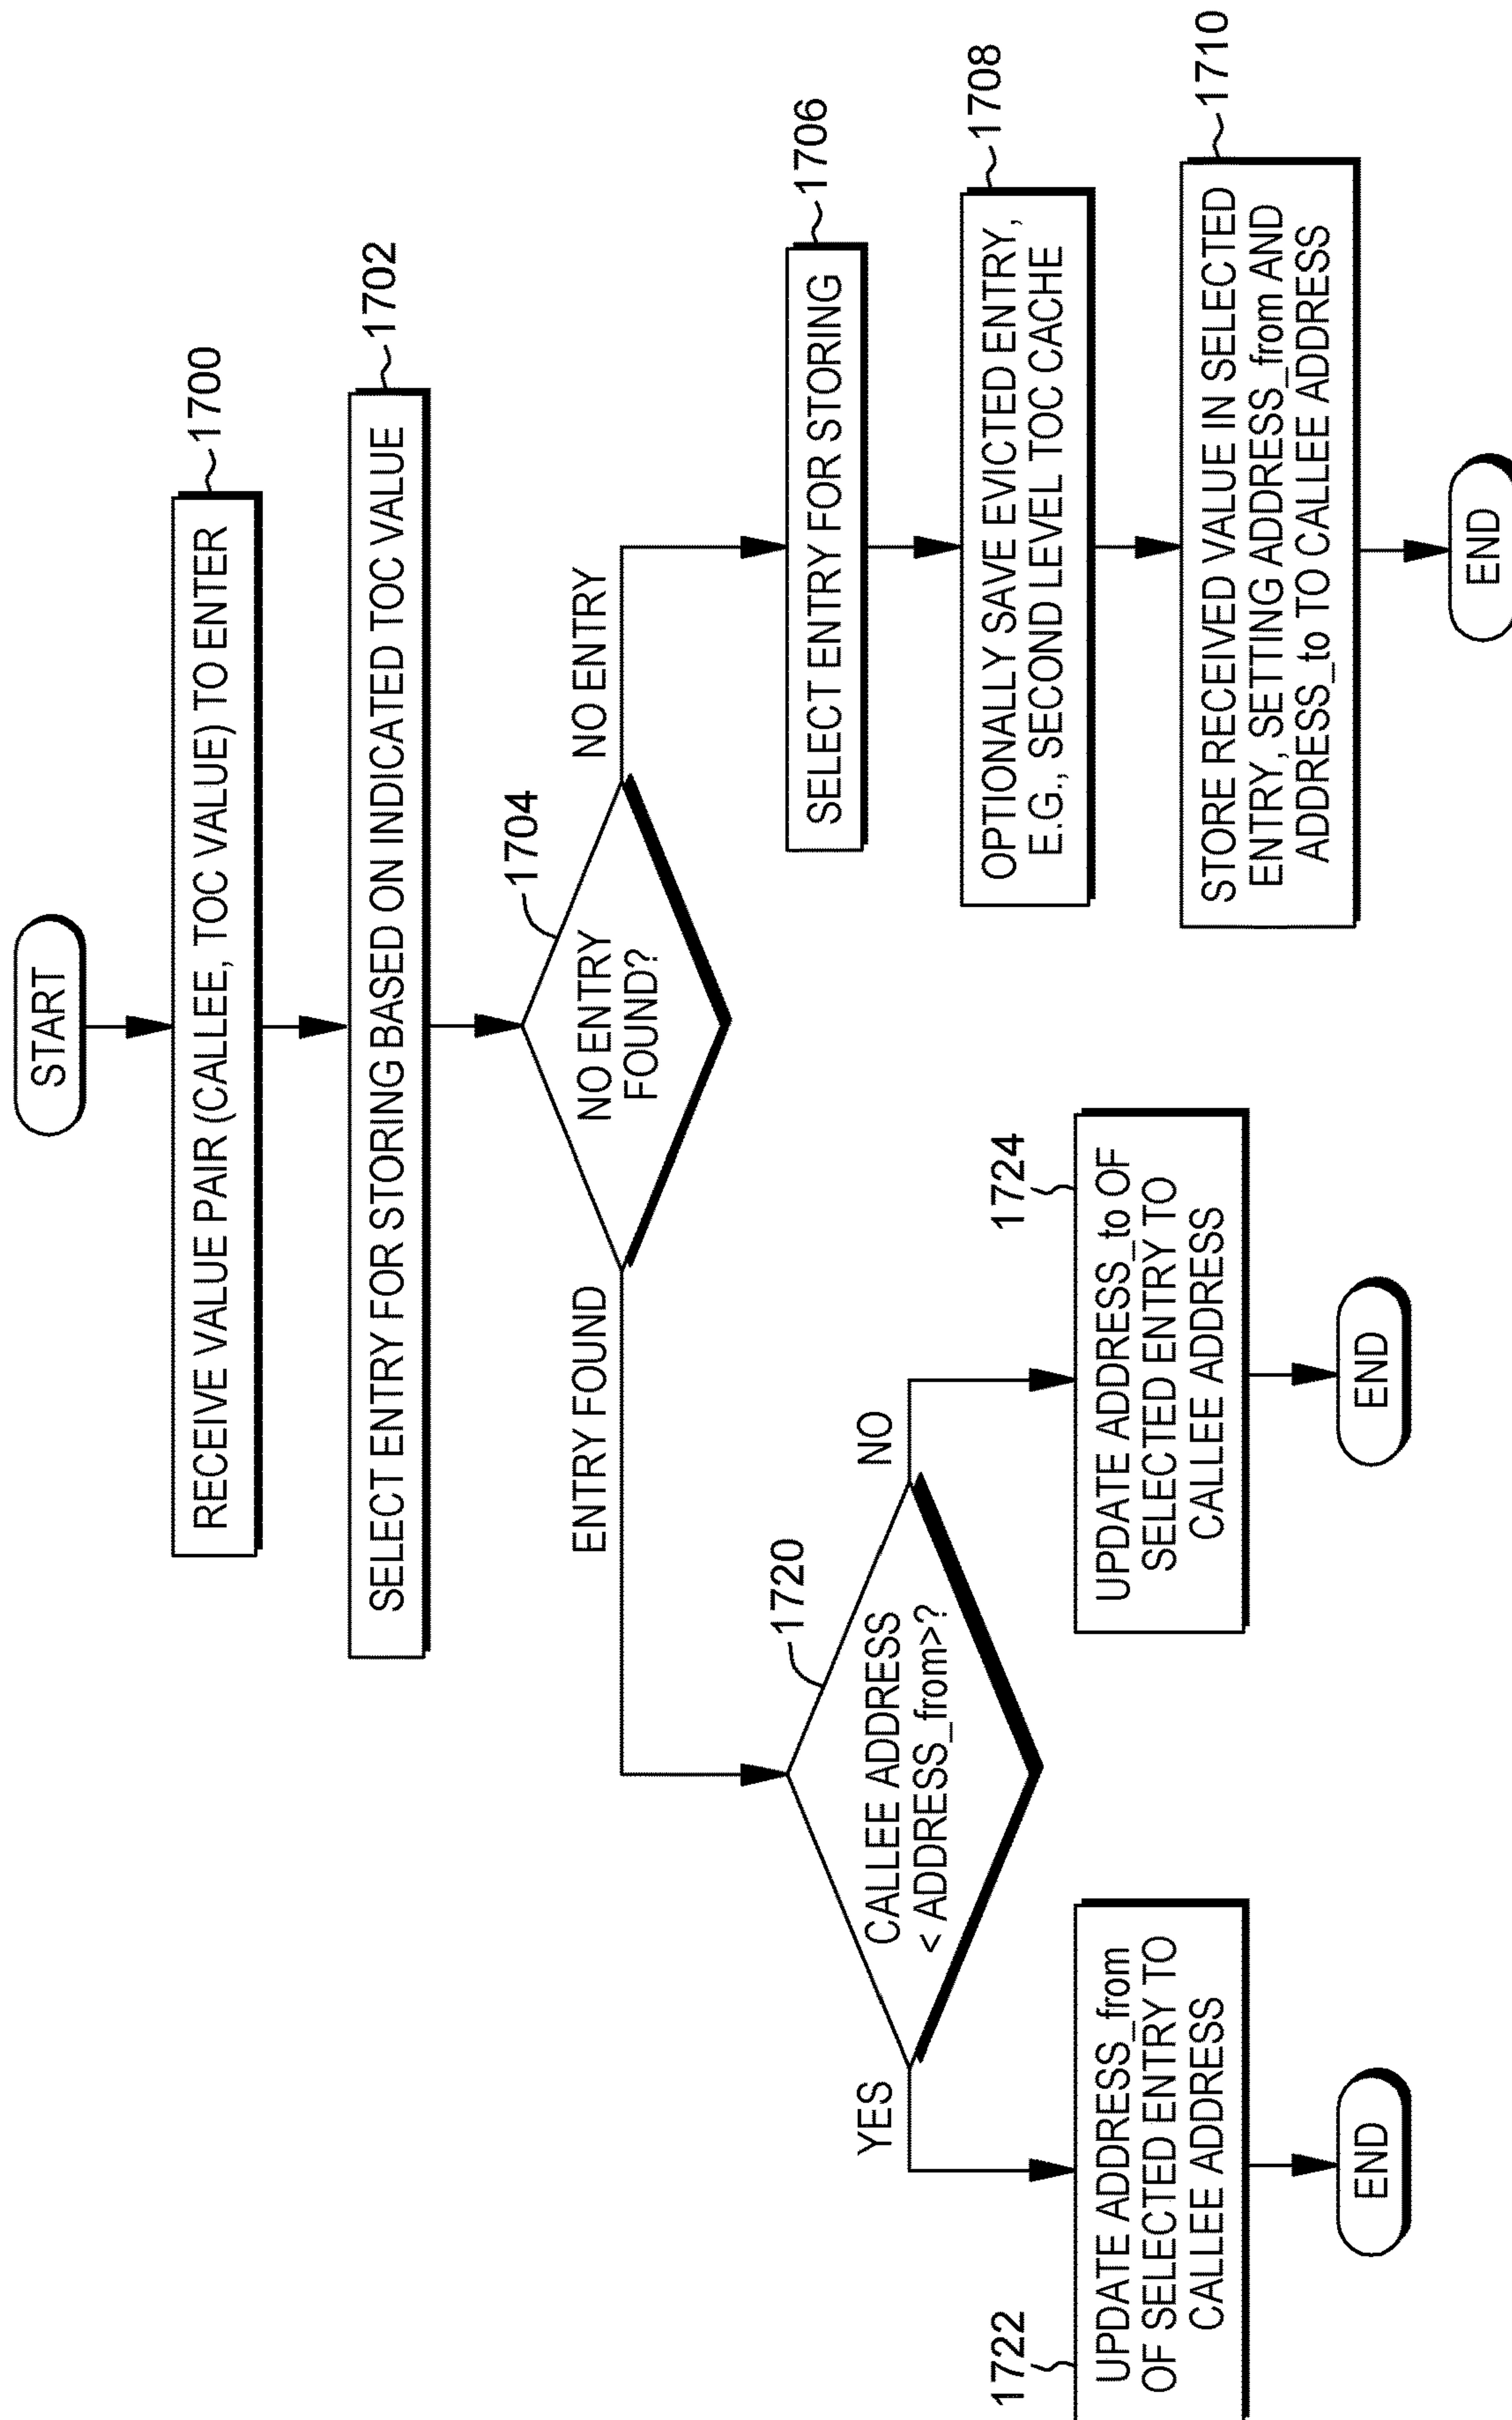 START
RECEIVE VALUE PAIR (CALLEE, TOC VALUE) TO ENTER
1700
SELECT ENTRY FOR STORING BASED ON INDICATED TOC VALUE
1702
NO ENTRY
FOUND?
1704
ENTRY FOUND
NO ENTRY
CALLEE ADDRESS
< ADDRESS_from>?
1720
YES
NO
1722
UPDATE ADDRESS_from
OF SELECTED ENTRY TO
CALLEE ADDRESS
END
1724
UPDATE ADDRESS_to OF
SELECTED ENTRY TO
CALLEE ADDRESS
END
SELECT ENTRY FOR STORING
1706
OPTIONALLY SAVE EVICTED ENTRY,
E.G., SECOND LEVEL TOC CACHE
1708
STORE RECEIVED VALUE IN SELECTED
ENTRY, SETTING ADDRESS_from AND
ADDRESS_to TO CALLEE ADDRESS
1710
END